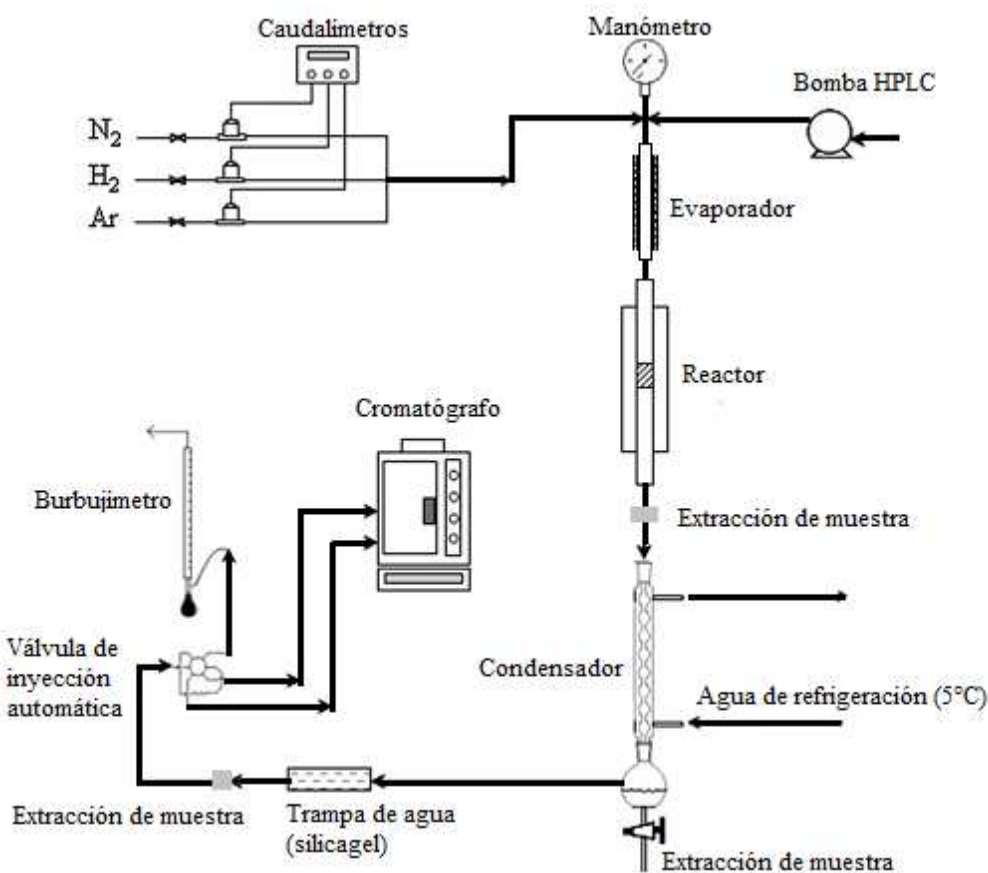 Caudalímetros
Manómetro
Bomba HPLC
N₂
H₂
Ar
Evaporador
Reactor
Cromatógrafo
Burbujimetro
Extracción de muestra
Válvula de
inyección
automática
Condensador
Agua de refrigeración (5°C)
Extracción de muestra
Trampa de agua
(silicagel)
Extracción de muestra